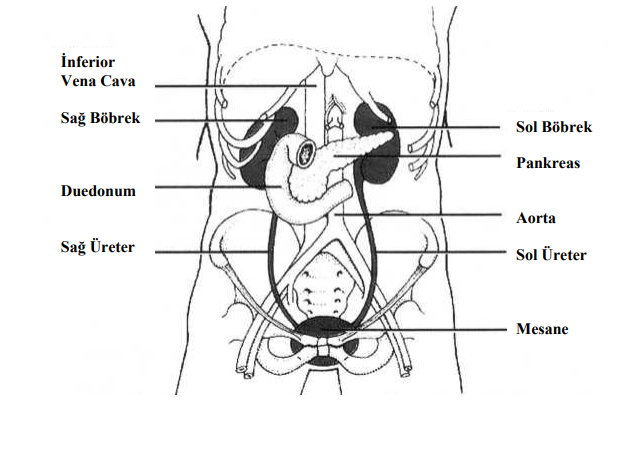 İnferior
Vena Cava
Sağ Böbrek
Duedonum
Sağ Üreter
Sol Böbrek
Pankreas
Aorta
Sol Üreter
Mesane